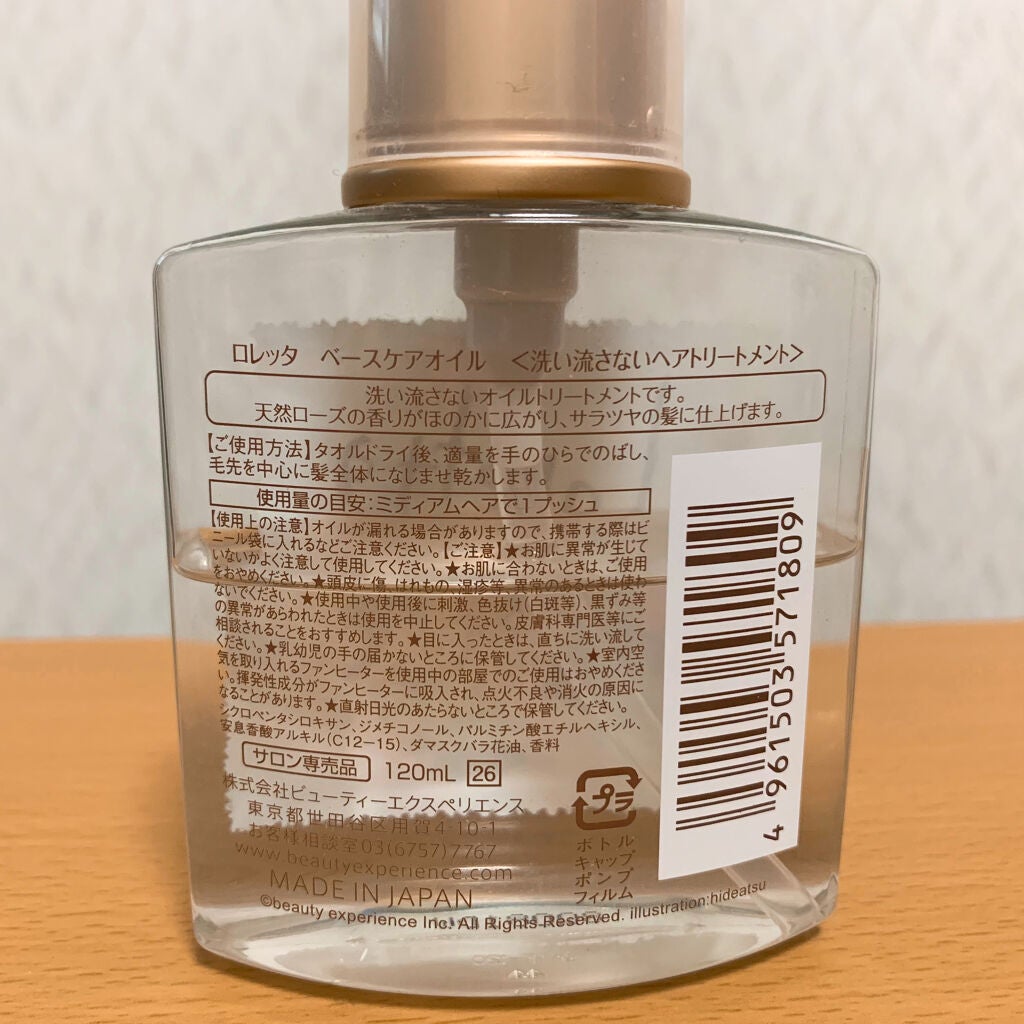 ロレッタ ベースケアオイル <洗い流さないヘアトリートメント>
洗い流さないオイルトリートメントです。
天然ローズの香りがほのかに広がり、サラツヤの髪に仕上げます。
【ご使用方法】タオルドライ後、適量を手のひらでのばし、
毛先を中心に髪全体になじませ乾かします。
使用量の目安:ミディアムヘアで1プッシュ
【使用上の注意】オイルが漏れる場合がありますので、携帯する際はビ
ニール袋に入れるなどご注意ください。【ご注意】★お肌に異常が生じて
いないかよく注意して使用してください。★お肌に合わないときは、ご使用
をおやめください。★頭皮に傷、はれもの、湿疹等、異常のあるときは使わ
ないでください。★使用中や使用後に刺激、色抜け(白斑等)、黒ずみ等
の異常があらわれたときは使用を中止してください。皮膚科専門医等にご
相談されることをおすすめします。★目に入ったときは、直ちに洗い流して
ください。★乳幼児の手の届かないところに保管してください。★室内空
気を取り入れるファンヒーターを使用中の部屋でのご使用はおやめくださ
い。揮発性成分がファンヒーターに吸入され、点火不良や消火の原因に
なることがあります。★直射日光のあたらないところで保管してください。
シクロペンタシロキサン、ジメチコノール、パルミチン酸エチルヘキシル、
安息香酸アルキル(C12-15)、ダマスクバラ花油、香料
サロン専売品 120mL 26
株式会社ビューティーエクスペリエンス
東京都世田谷区用賀4-10-1
お客様相談室03(6757)7767
www.beautyexperience.com
MADE IN JAPAN
©beauty experience Inc. All Rights Reserved. illustration:hideatsu
プラ
ボトル
キャップ
ポンプ
フィルム
4961503571809